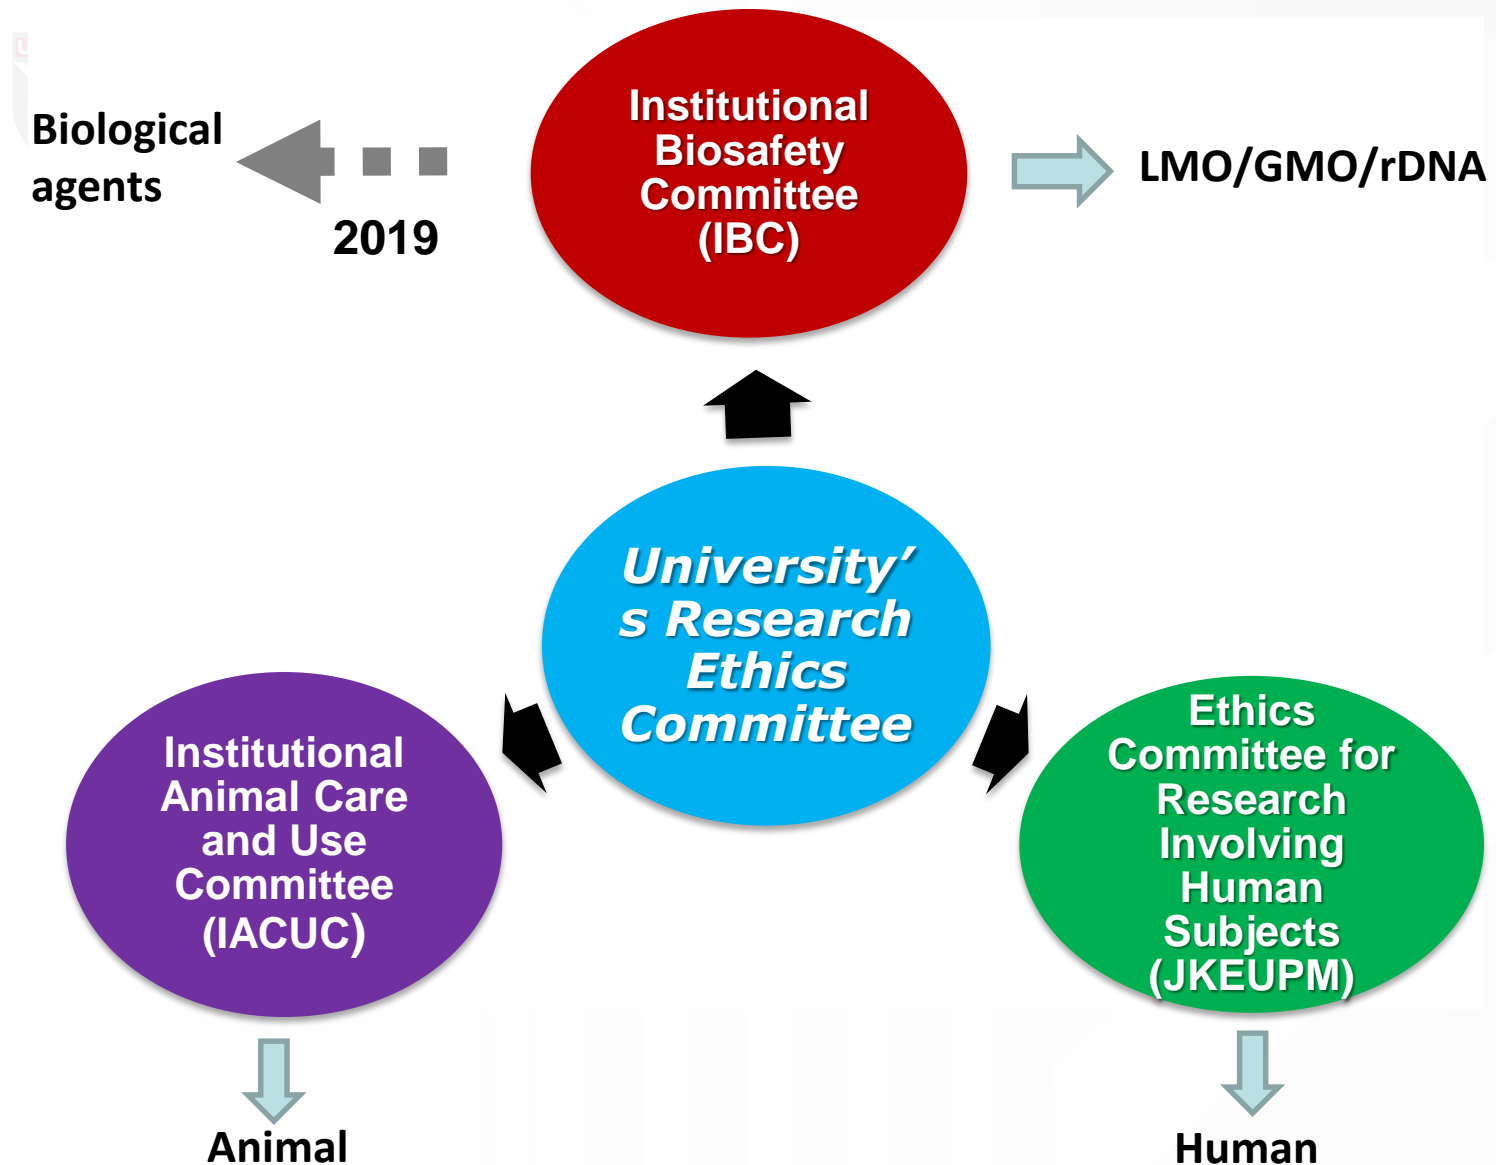 Institutional
Biosafety
Committee
(IBC)
Biological
agents
2019
LMO/GMO/rDNA
University’
s Research
Ethics
Committee
Institutional
Animal Care
and Use
Committee
(IACUC)
Ethics
Committee for
Research
Involving
Human
Subjects
(JKEUPM)
Animal
Human